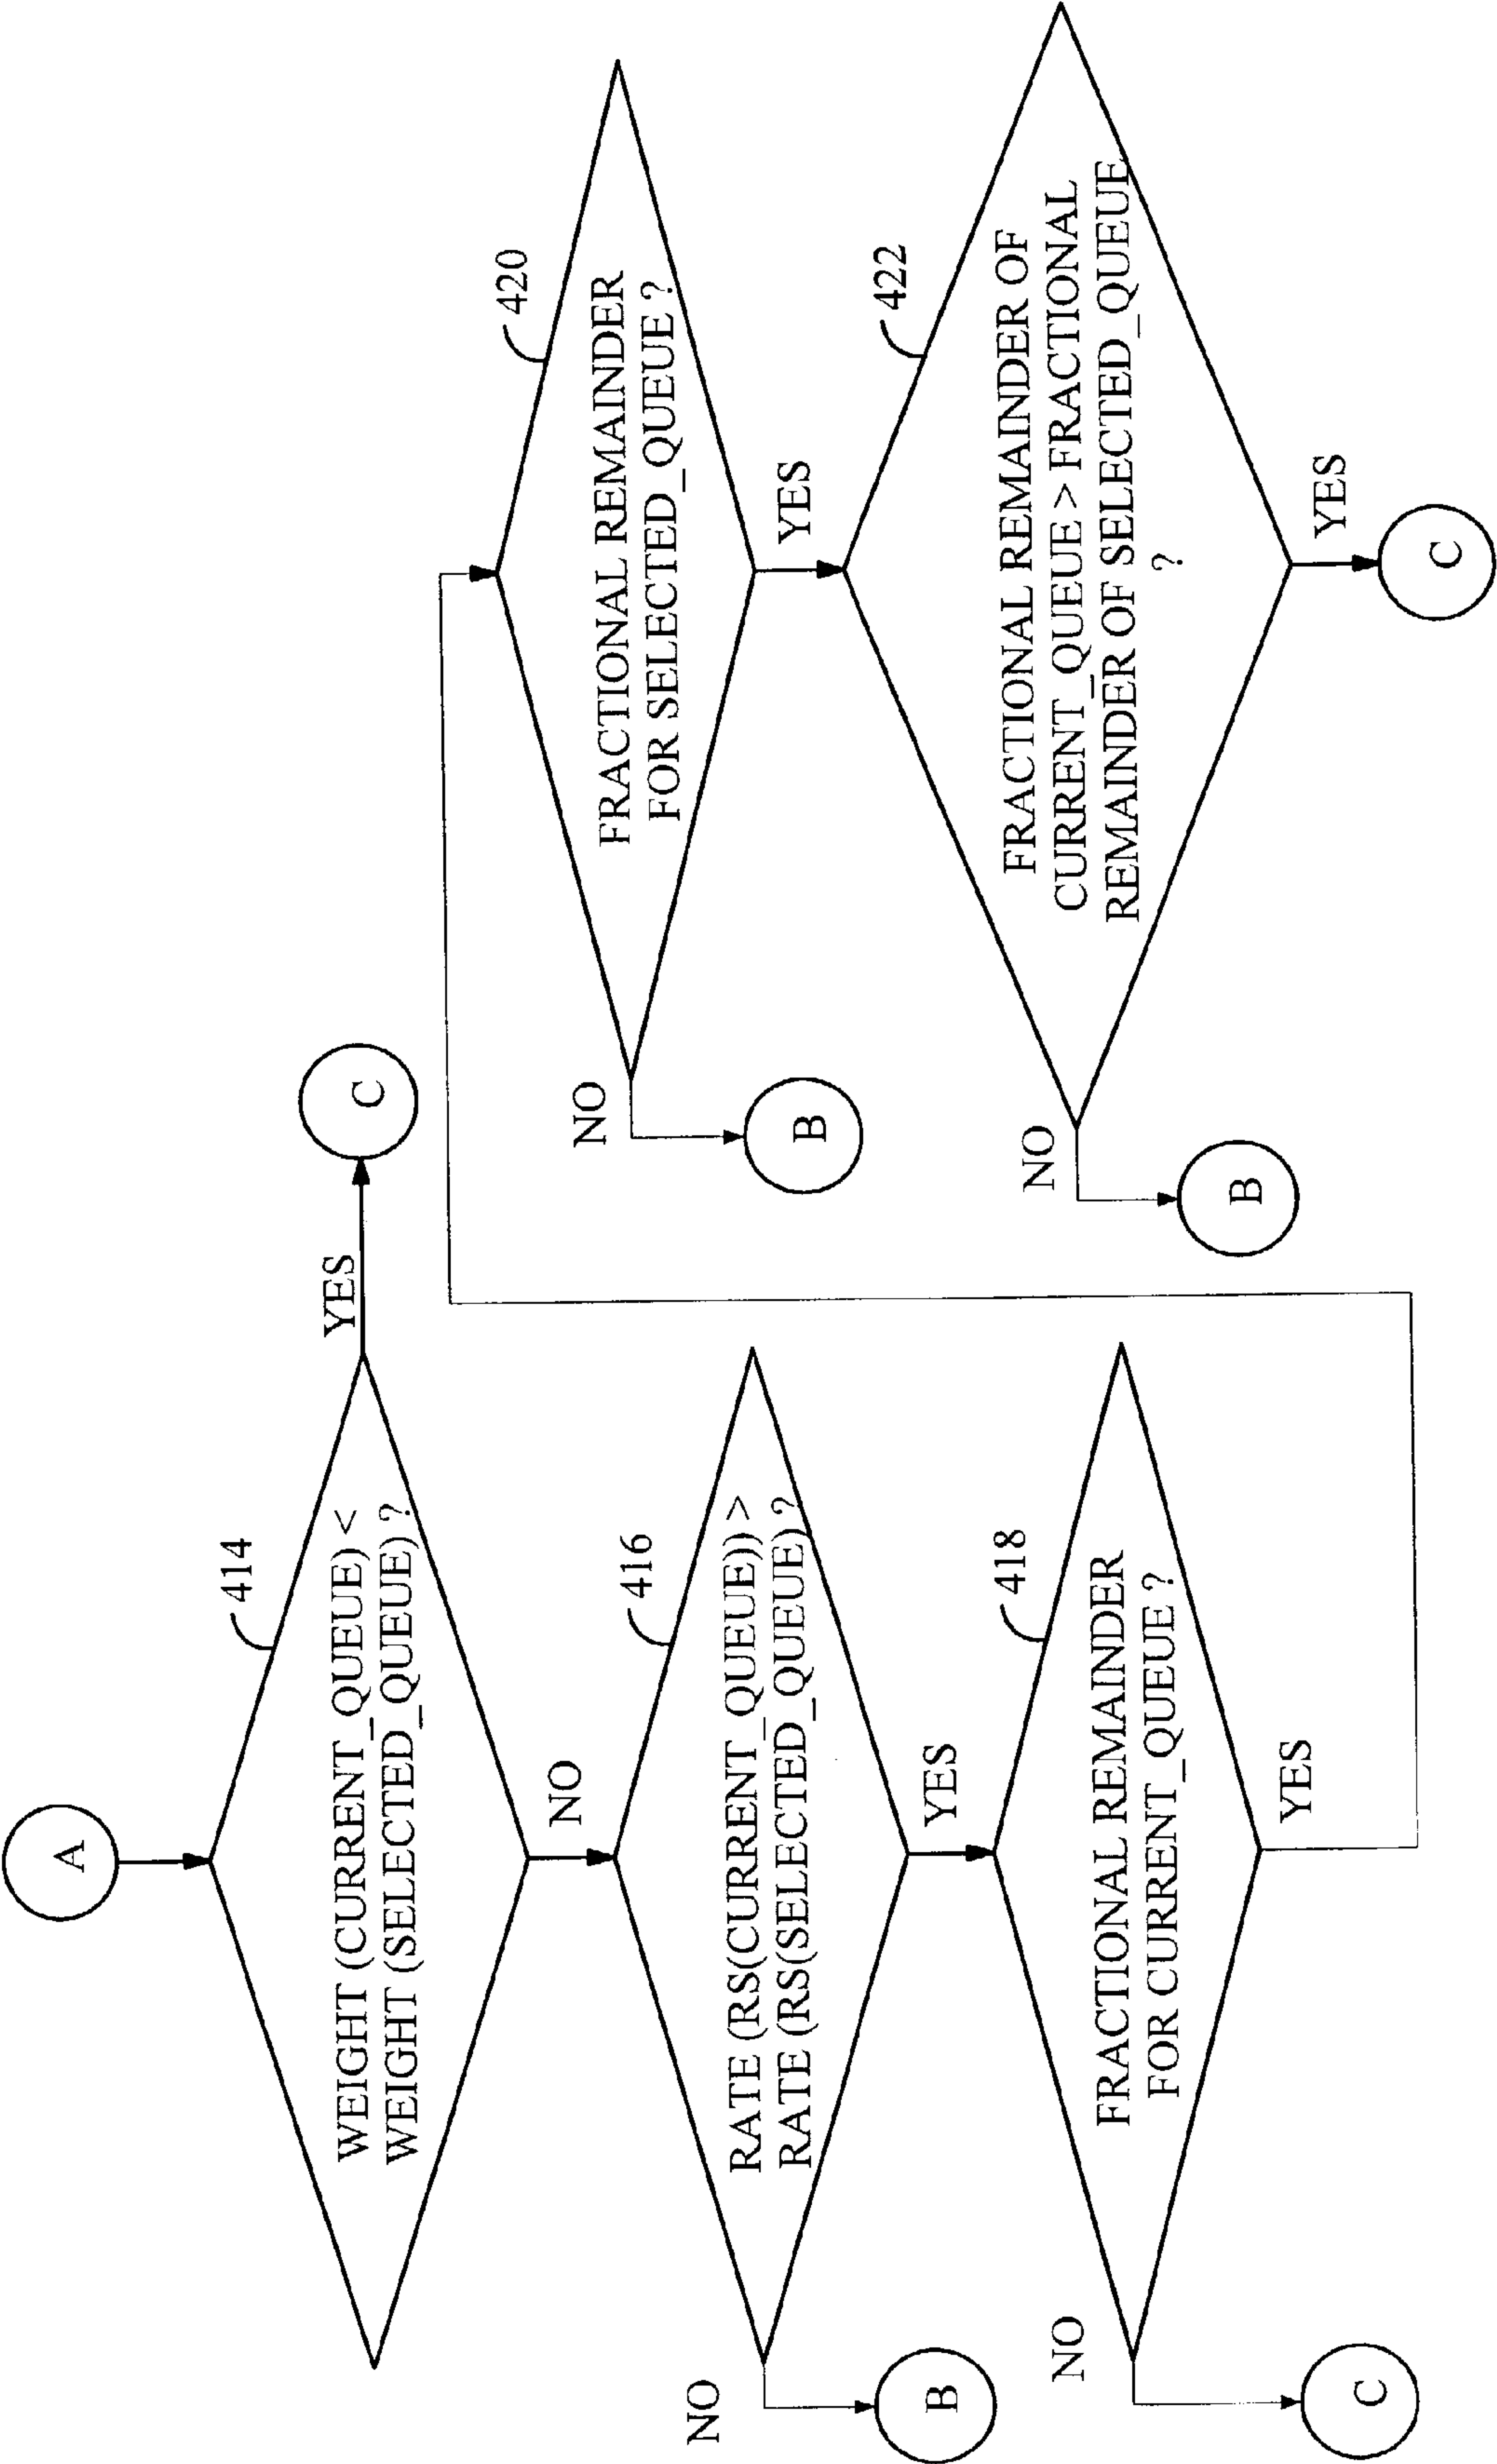 A
414
WEIGHT (CURRENT_QUEUE) <
WEIGHT (SELECTED_QUEUE) ?
YES
C
NO
416
RATE (RS(CURRENT_QUEUE)) >
RATE (RS(SELECTED_QUEUE) ?
NO
B
YES
418
FRACTIONAL REMAINDER
FOR CURRENT_QUEUE ?
NO
C
YES
420
FRACTIONAL REMAINDER
FOR SELECTED_QUEUE ?
NO
B
YES
422
FRACTIONAL REMAINDER OF
CURRENT_QUEUE > FRACTIONAL
REMAINDER OF SELECTED_QUEUE
?
NO
B
YES
C